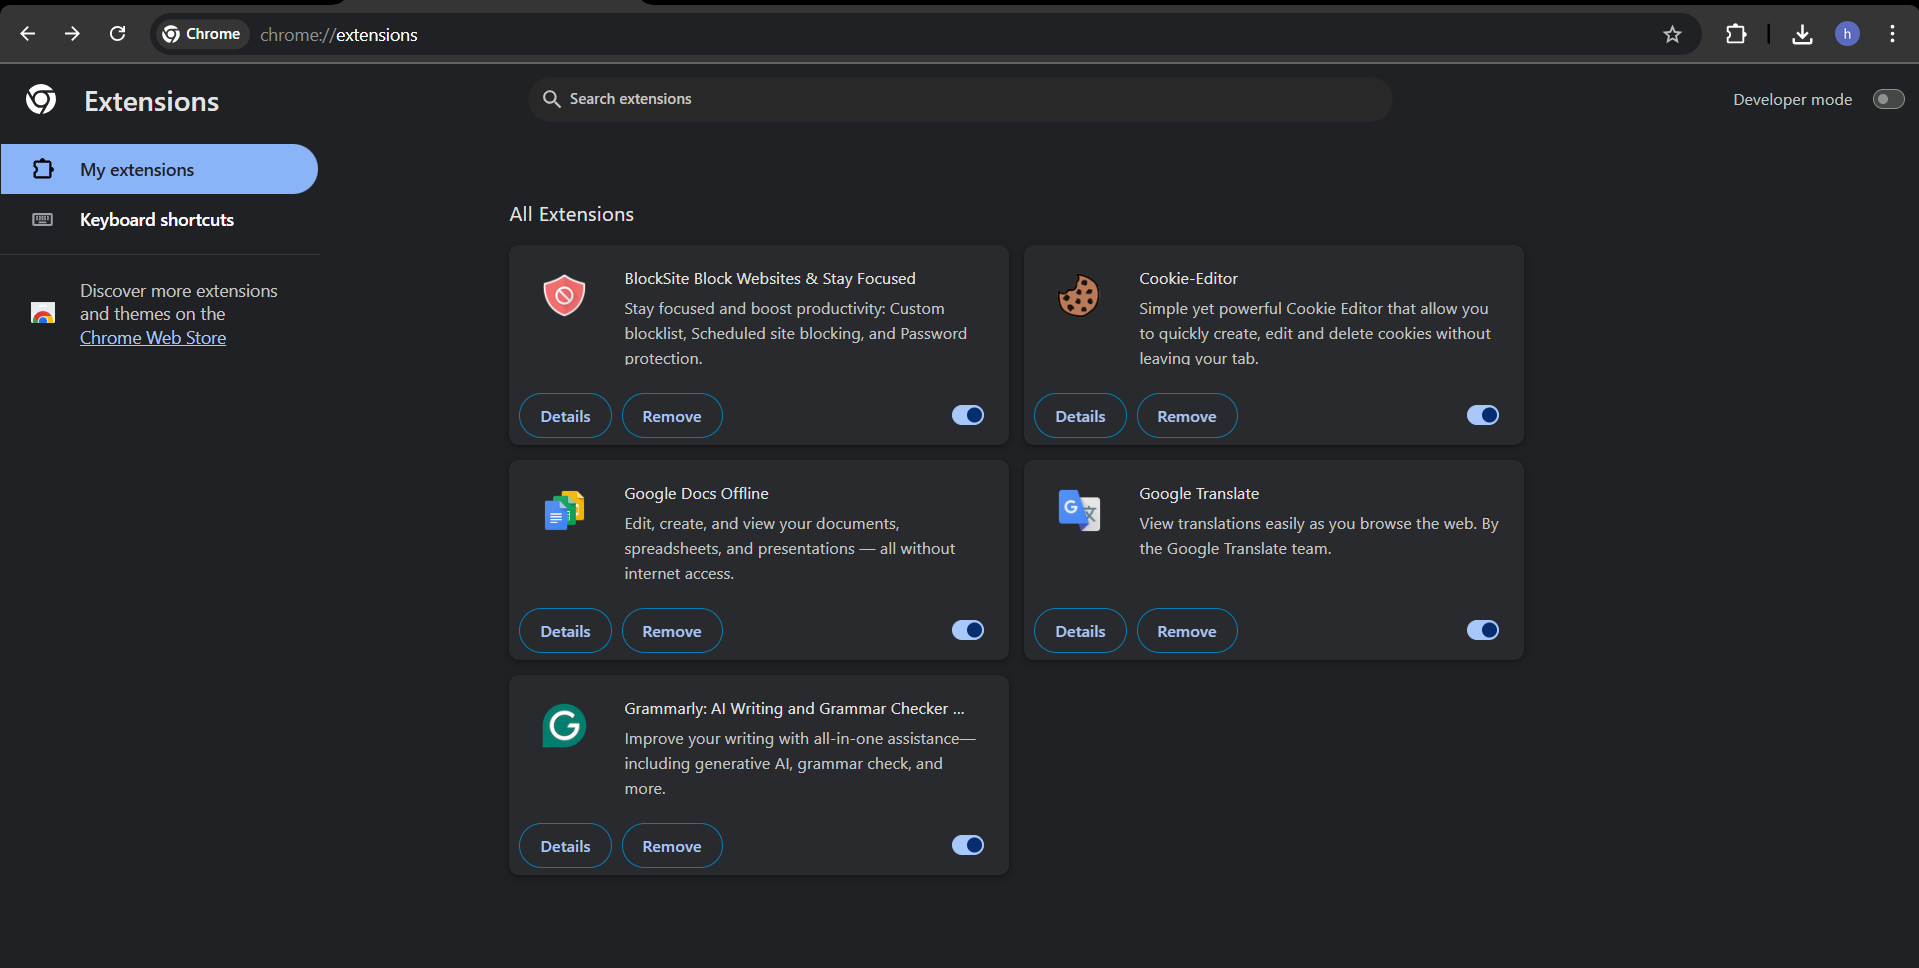 Chrome
chrome://extensions
h
Extensions
Search extensions
Developer mode
My extensions
Keyboard shortcuts
Discover more extensions
and themes on the
Chrome Web Store
All Extensions
BlockSite Block Websites & Stay Focused
Stay focused and boost productivity: Custom
blocklist, Scheduled site blocking, and Password
protection.
Details
Remove
Cookie-Editor
Simple yet powerful Cookie Editor that allow you
to quickly create, edit and delete cookies without
leaving your tab.
Details
Remove
Google Docs Offline
Edit, create, and view your documents,
spreadsheets, and presentations — all without
internet access.
Details
Remove
G
文
Google Translate
View translations easily as you browse the web. By
the Google Translate team.
Details
Remove
G
Grammarly: AI Writing and Grammar Checker ...
Improve your writing with all-in-one assistance—
including generative AI, grammar check, and
more.
Details
Remove